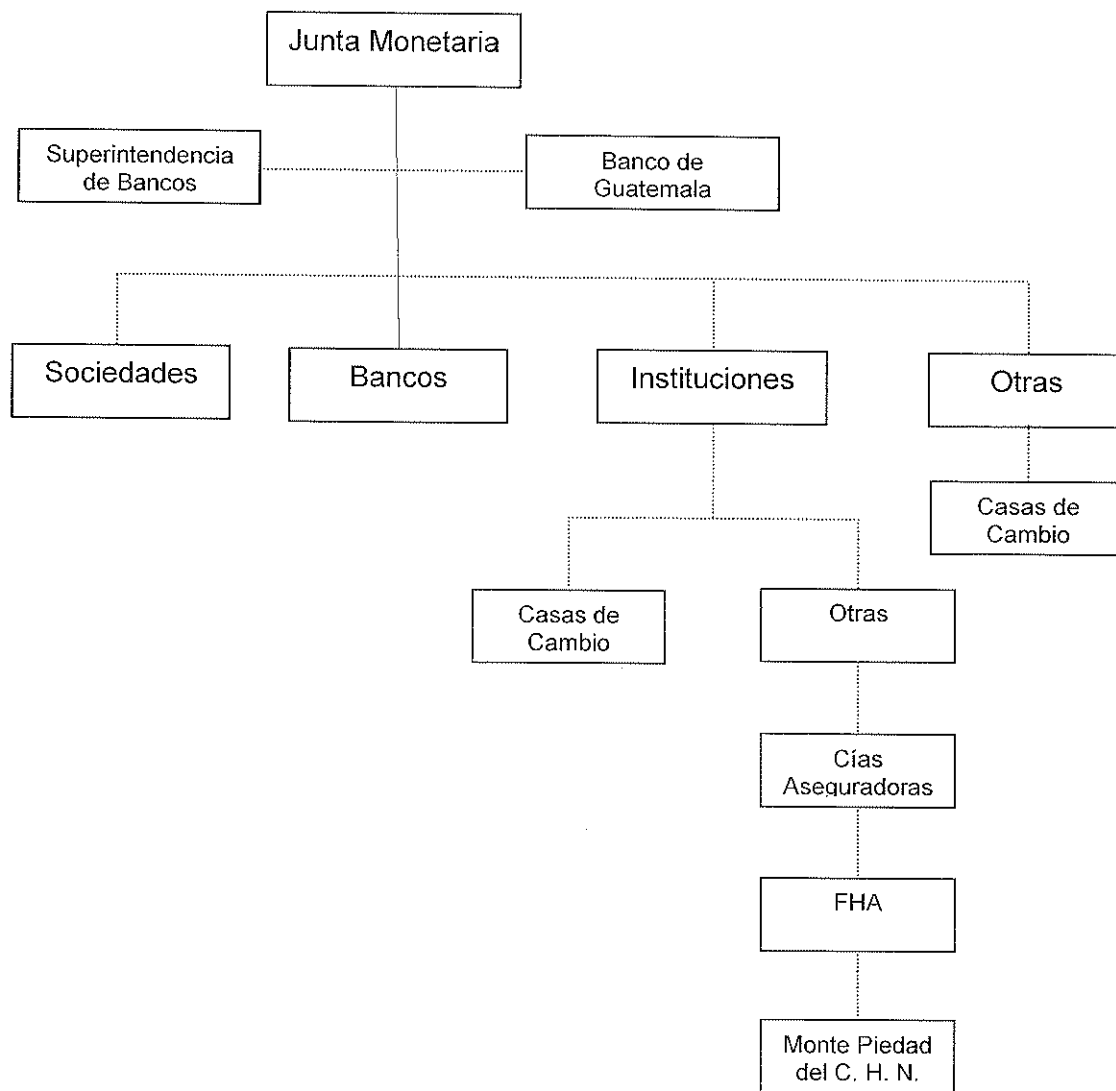 Junta Monetaria
Superintendencia
de Bancos
Banco de
Guatemala
Sociedades
Bancos
Instituciones
Otras
Casas de
Cambio
Casas de
Cambio
Otras
Cías
Aseguradoras
FHA
Monte Piedad
del C. H. N.